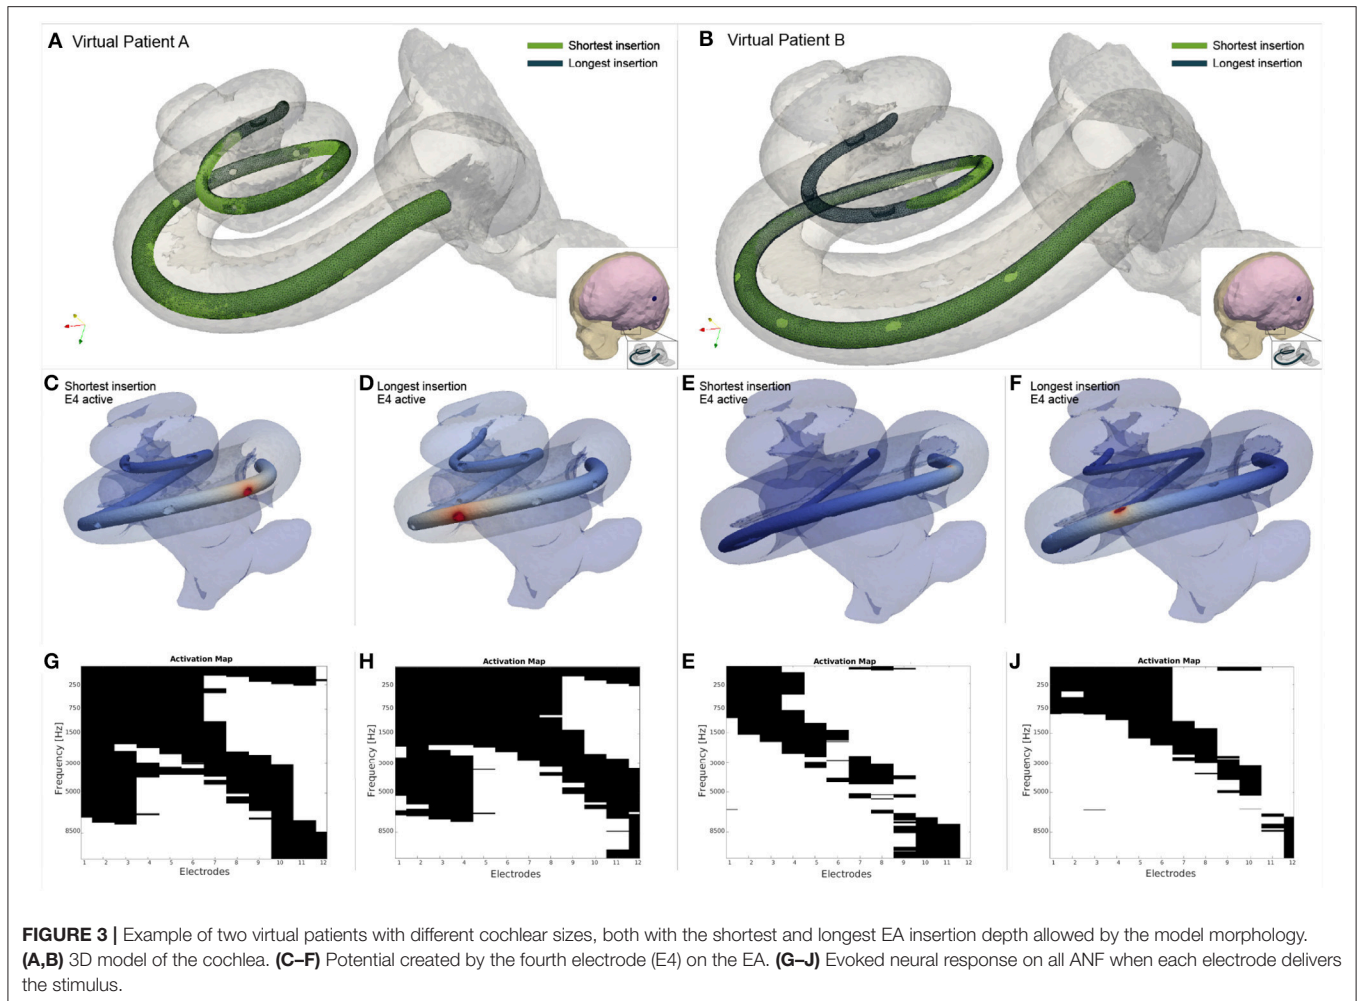 A Virtual Patient A
Shortest insertion
Longest insertion
B Virtual Patient B
Shortest insertion
Longest insertion
C Shortest insertion
E4 active
D Longest insertion
E4 active
E Shortest insertion
E4 active
F Longest insertion
E4 active
G
Activation Map
Frequency [Hz]
250
750
1500
3000
5000
8500
1 2 3 4 5 6 7 8 9 10 11 12
Electrodes
H
Activation Map
Frequency [Hz]
250
750
1500
3000
5000
8500
1 2 3 4 5 6 7 8 9 10 11 12
Electrodes
E
Activation Map
Frequency [Hz]
250
750
1500
3000
5000
8500
1 2 3 4 5 6 7 8 9 10 11 12
Electrodes
J
Activation Map
Frequency [Hz]
250
750
1500
3000
5000
8500
1 2 3 4 5 6 7 8 9 10 11 12
Electrodes
FIGURE 3 | Example of two virtual patients with different cochlear sizes, both with the shortest and longest EA insertion depth allowed by the model morphology.
(A,B) 3D model of the cochlea. (C–F) Potential created by the fourth electrode (E4) on the EA. (G–J) Evoked neural response on all ANF when each electrode delivers
the stimulus.